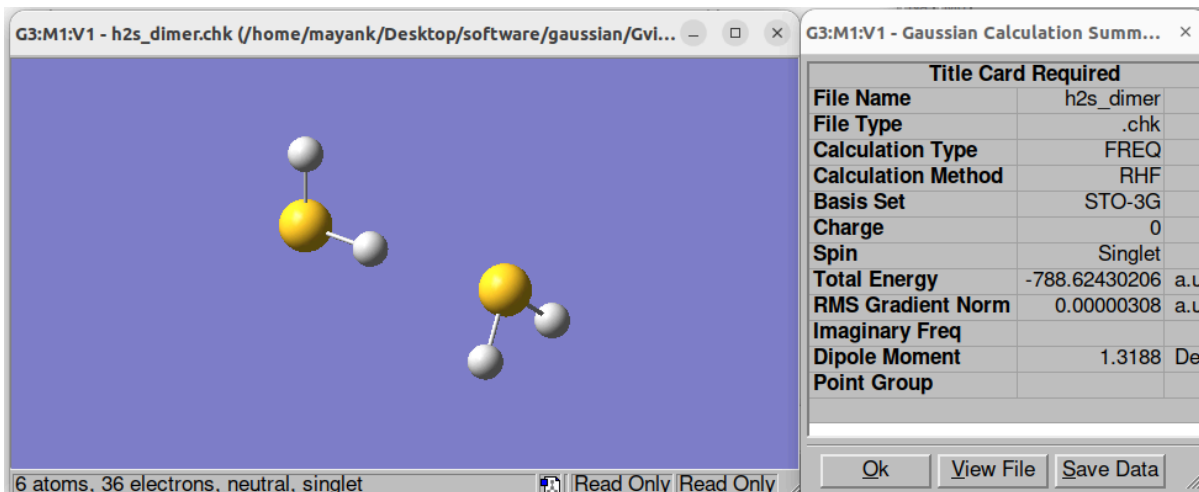 G3:M1:V1 - h2s_dimer.chk (/home/mayank/Desktop/software/gaussian/Gvi...
G3:M1:V1 - Gaussian Calculation Summ...
Title Card Required
File Name h2s_dimer
File Type .chk
Calculation Type FREQ
Calculation Method RHF
Basis Set STO-3G
Charge 0
Spin Singlet
Total Energy -788.62430206 a.u
RMS Gradient Norm 0.00000308 a.u
Imaginary Freq
Dipole Moment 1.3188 De
Point Group
Ok View File Save Data
6 atoms, 36 electrons, neutral, singlet Read Only Read Only